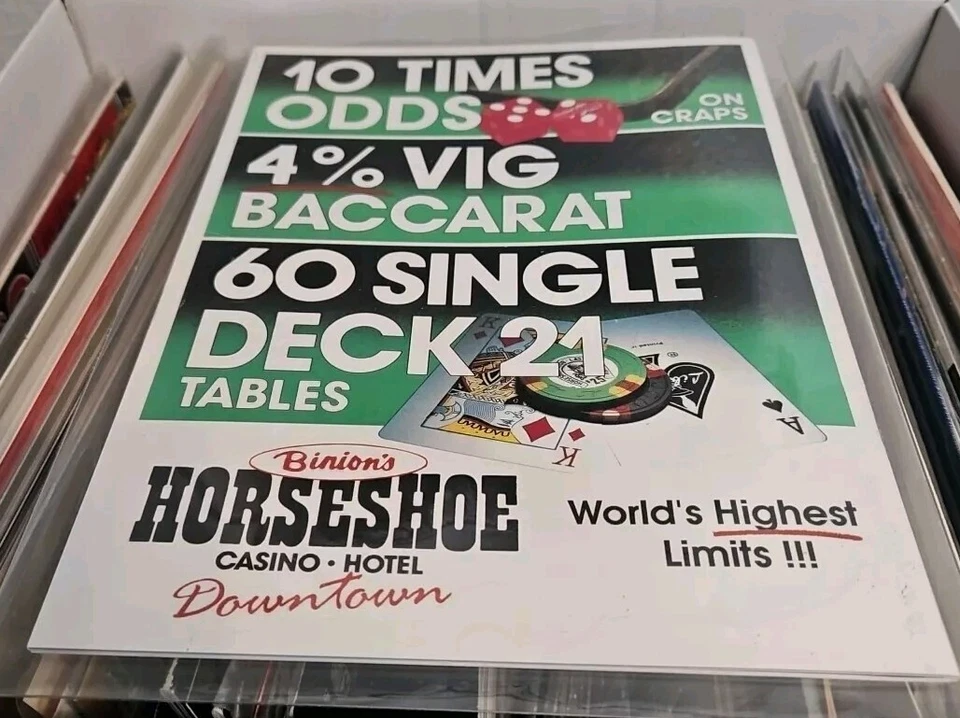 10 TIMES
ODDS
ON
CRAPS
4% VIG
BACCARAT
60 SINGLE
DECK 21
TABLES
K
K
A
Binion's
HORSESHOE
CASINO • HOTEL
Downtown
World's Highest
Limits !!!